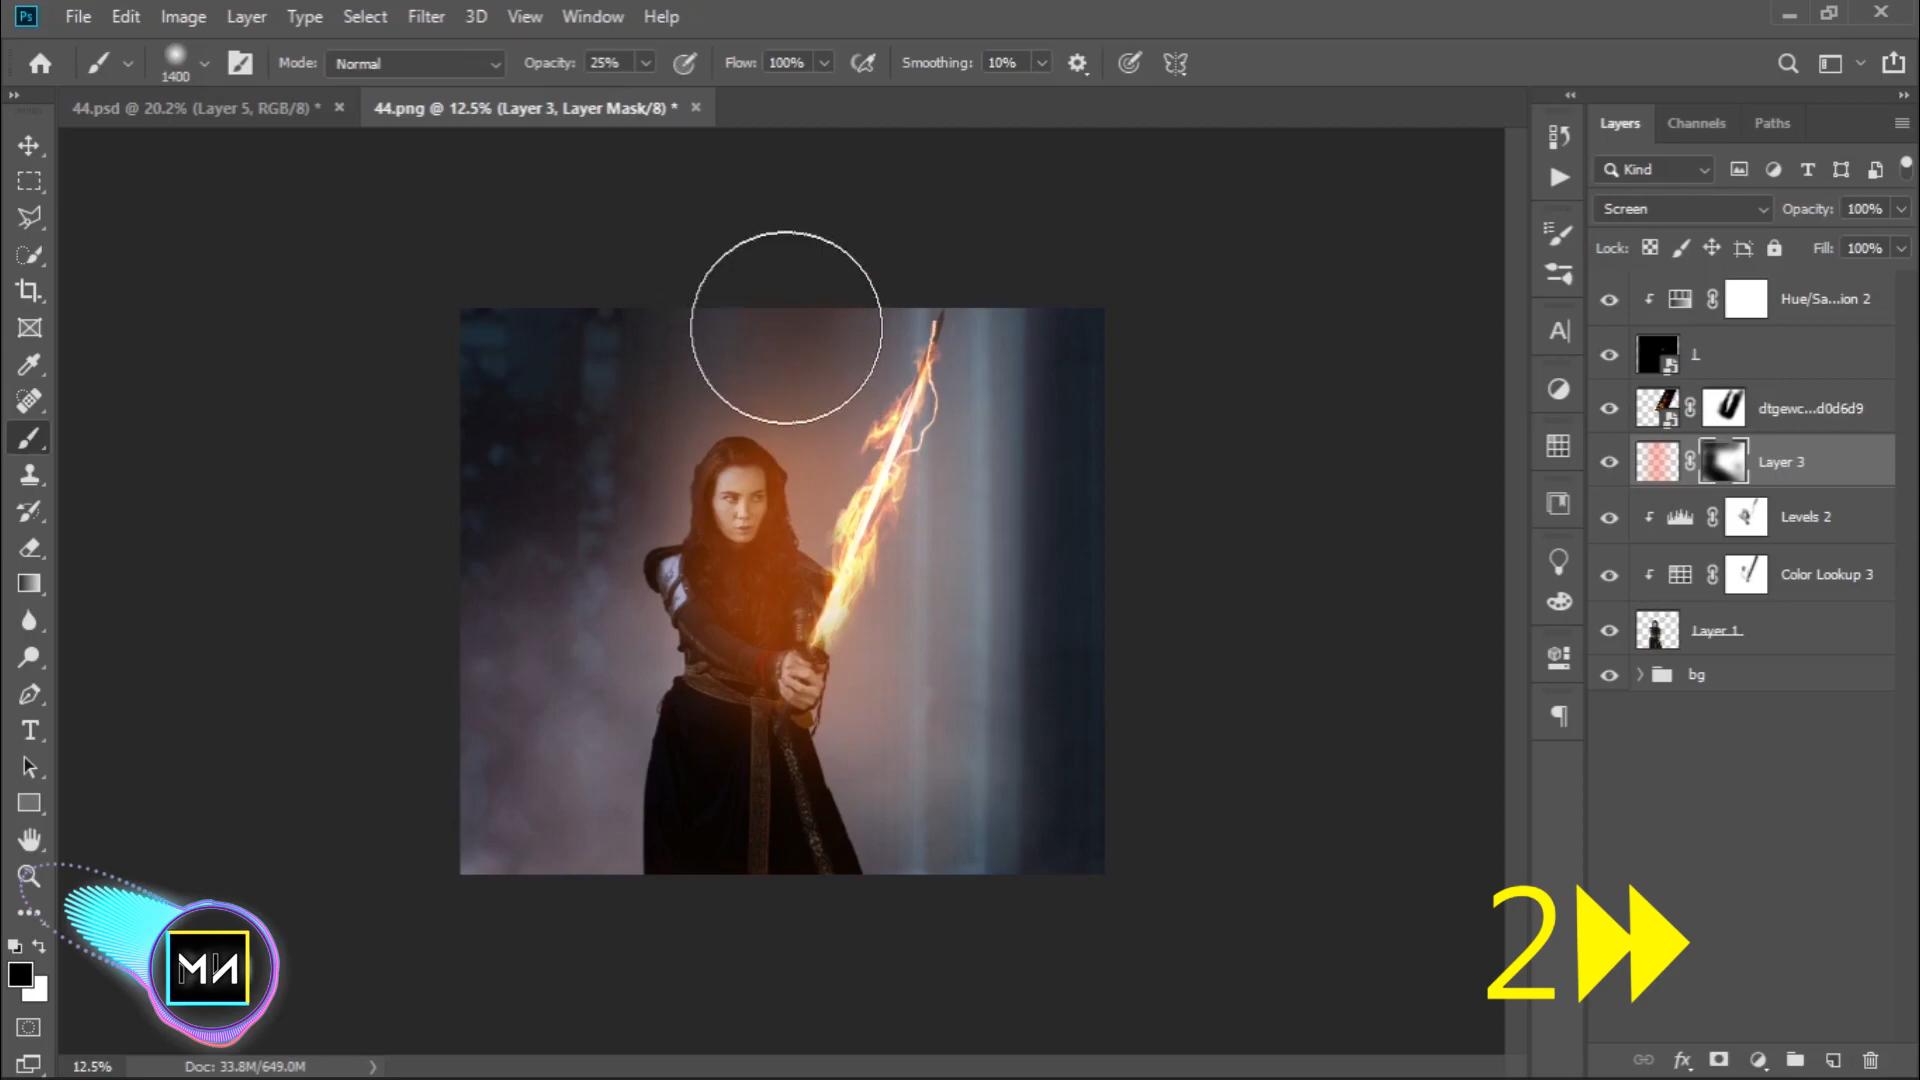 Ps File Edit Image Layer Type Select Filter 3D View Window Help
1400 Mode: Normal Opacity: 25% Flow: 100% Smoothing: 10%
44.psd @ 20.2% (Layer 5, RGB/8) * 44.png @ 12.5% (Layer 3, Layer Mask/8) *
Layers Channels Paths
Kind
Screen Opacity: 100%
Lock: Fill: 100%
Hue/Sa...ion 2
1
dtgewc...d0d6d9
Layer 3
Levels 2
Color Lookup 3
Layer 1
bg
2
12.5% Doc: 33.8M/649.0M